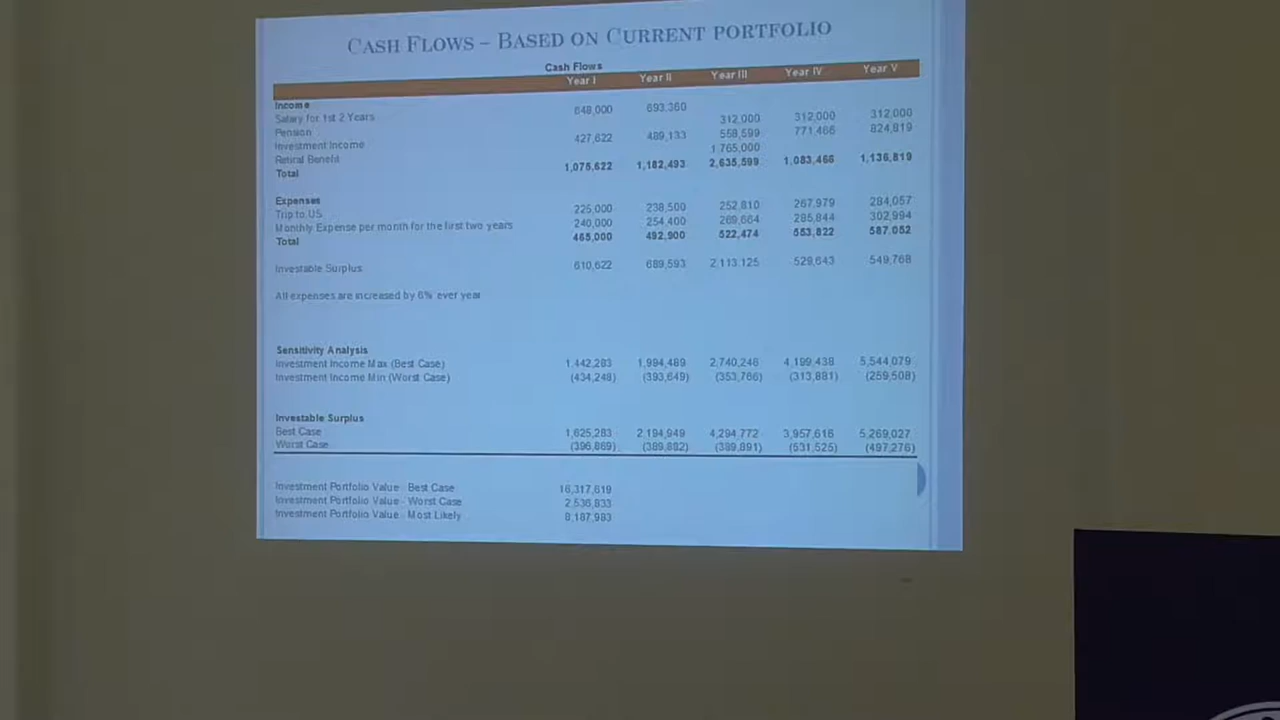 CASH FLOWS – BASED ON CURRENT PORTFOLIO
Cash Flows
Year I Year II Year III Year IV Year V
Income
Salary for 1st 2 Years 648,000 693,360
Pension 312,000 312,000 312,000
Investment Income 427,622 489,133 558,599 771,466 824,819
Retiral Benefit 1,765,000
Total 1,075,622 1,182,493 2,635,599 1,083,466 1,136,819
Expenses
Trip to US 225,000 238,500 252,810 267,979 284,057
Monthly Expense per month for the first two years 240,000 254,400 269,664 285,844 302,994
Total 465,000 492,900 522,474 553,822 587,052
Investable Surplus 610,622 689,593 2,113,125 529,643 549,768
All expenses are increased by 6% ever year
Sensitivity Analysis
Investment Income Max (Best Case) 1,442,283 1,994,489 2,740,246 4,199,438 5,544,079
Investment Income Min (Worst Case) (434,248) (393,649) (353,766) (313,881) (259,508)
Investable Surplus
Best Case 1,625,283 2,194,949 4,294,772 3,957,616 5,269,027
Worst Case (396,869) (389,882) (389,891) (531,525) (497,276)
Investment Portfolio Value - Best Case 16,317,619
Investment Portfolio Value - Worst Case 2,536,833
Investment Portfolio Value - Most Likely 8,187,983